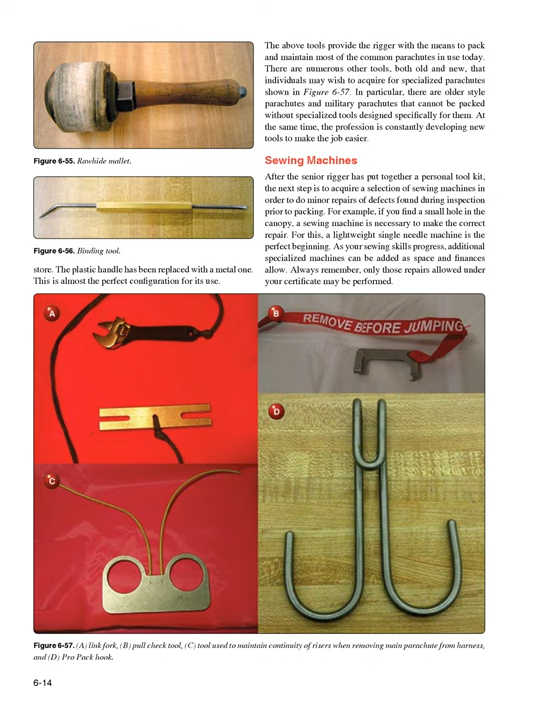 Figure 6-55. Rawhide mallet.
Figure 6-56. Binding tool.
store. The plastic handle has been replaced with a metal one.
This is almost the perfect configuration for its use.
The above tools provide the rigger with the means to pack
and maintain most of the common parachutes in use today.
There are numerous other tools, both old and new, that
individuals may wish to acquire for specialized parachutes
shown in Figure 6-57. In particular, there are older style
parachutes and military parachutes that cannot be packed
without specialized tools designed specifically for them. At
the same time, the profession is constantly developing new
tools to make the job easier.
Sewing Machines
After the senior rigger has put together a personal tool kit,
the next step is to acquire a selection of sewing machines in
order to do minor repairs of defects found during inspection
prior to packing. For example, if you find a small hole in the
canopy, a sewing machine is necessary to make the correct
repair. For this, a lightweight single needle machine is the
perfect beginning. As your sewing skills progress, additional
specialized machines can be added as space and finances
allow. Always remember, only those repairs allowed under
your certificate may be performed.
A
B
REMOVE BEFORE JUMPING
C
D
Figure 6-57. (A) link fork, (B) pull check tool, (C) tool used to maintain continuity of risers when removing main parachute from harness,
and (D) Pro Pack hook.
6-14